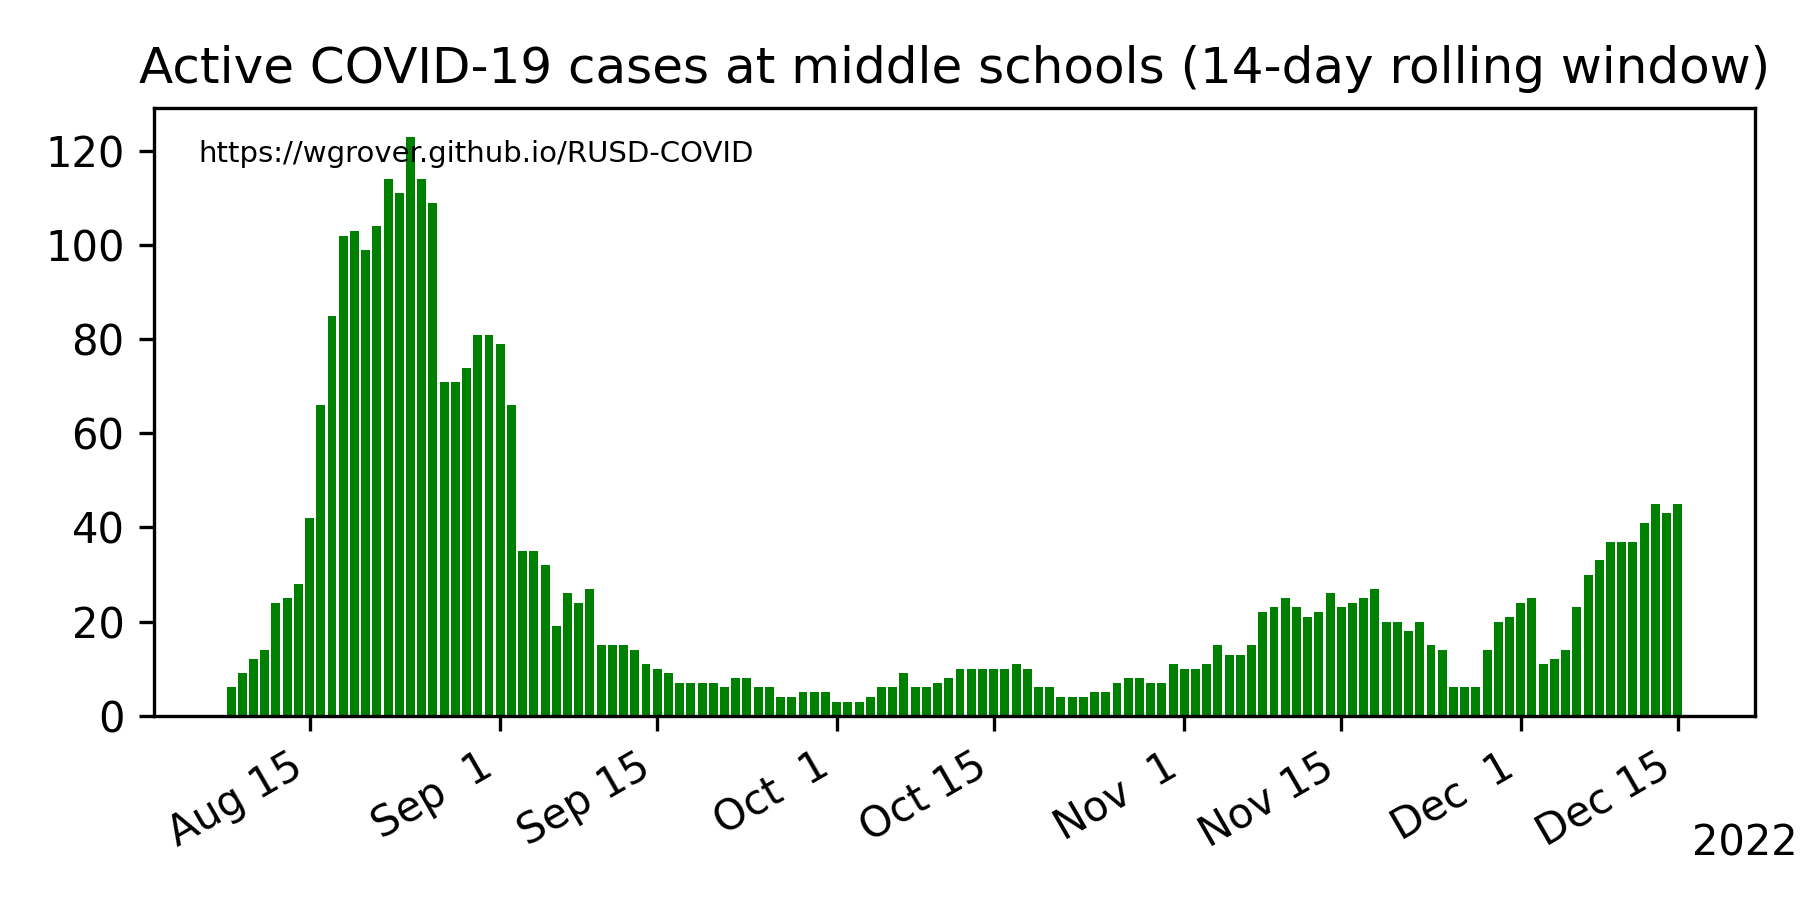 Active COVID-19 cases at middle schools (14-day rolling window)
https://wgrover.github.io/RUSD-COVID
120
100
80
60
40
20
0
Aug 15
Sep  1
Sep 15
Oct  1
Oct 15
Nov  1
Nov 15
Dec  1
Dec 15
2022